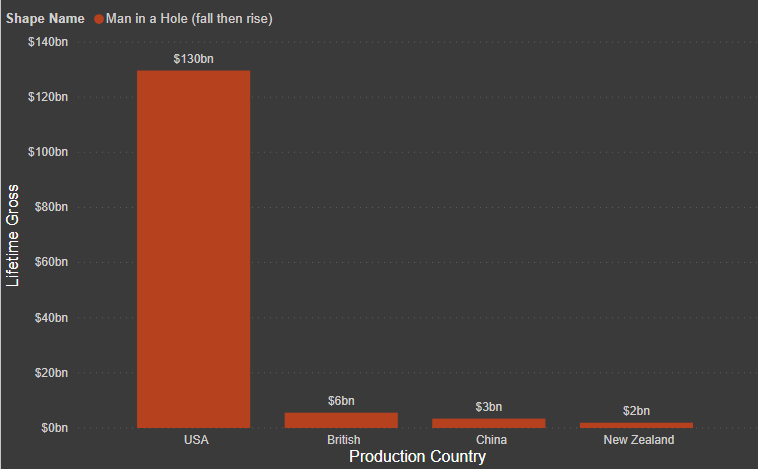 Shape Name Man in a Hole (fall then rise)
$140bn
$120bn
$100bn
$80bn
$60bn
$40bn
$20bn
$0bn
Lifetime Gross
$130bn
$6bn
$3bn
$2bn
USA British China New Zealand
Production Country